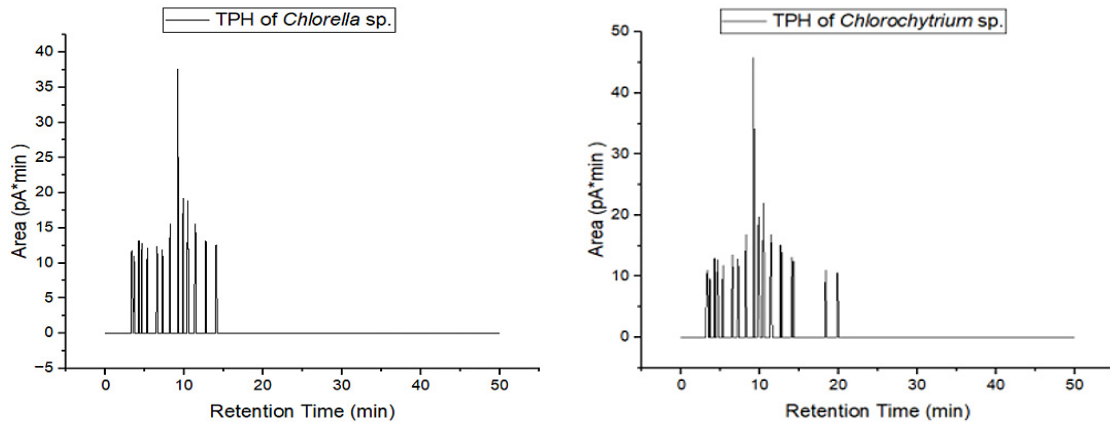 TPH of Chlorella sp.
40
35
30
25
20
15
10
5
0
−5
Area (pA*min)
0 10 20 30 40 50
Retention Time (min)
TPH of Chlorochytrium sp.
50
40
30
20
10
0
Area (pA*min)
0 10 20 30 40 50
Retention Time (min)